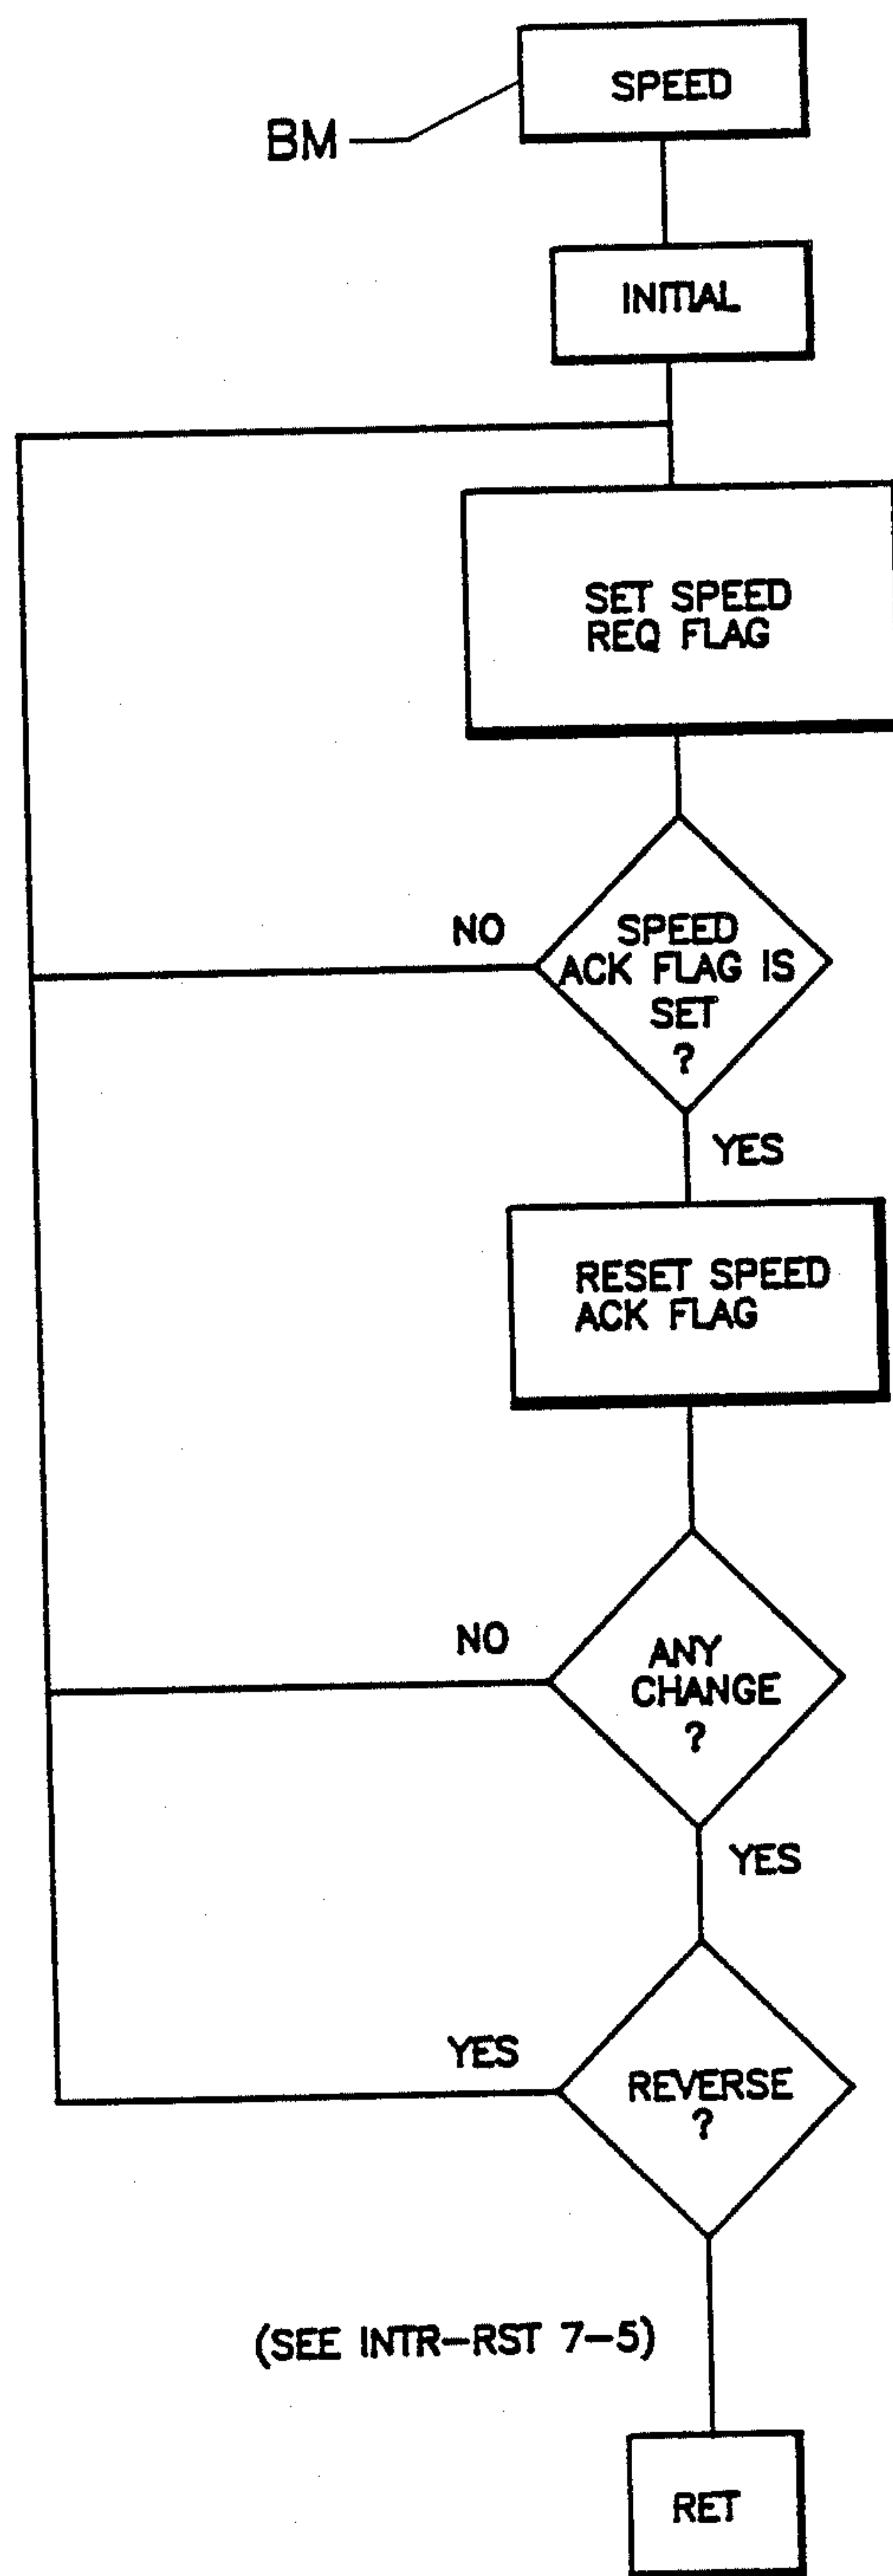 SPEED
BM
INITIAL
SET SPEED
REQ FLAG
NO
SPEED
ACK FLAG IS
SET
?
YES
RESET SPEED
ACK FLAG
NO
ANY
CHANGE
?
YES
YES
REVERSE
?
(SEE INTR-RST 7-5)
RET